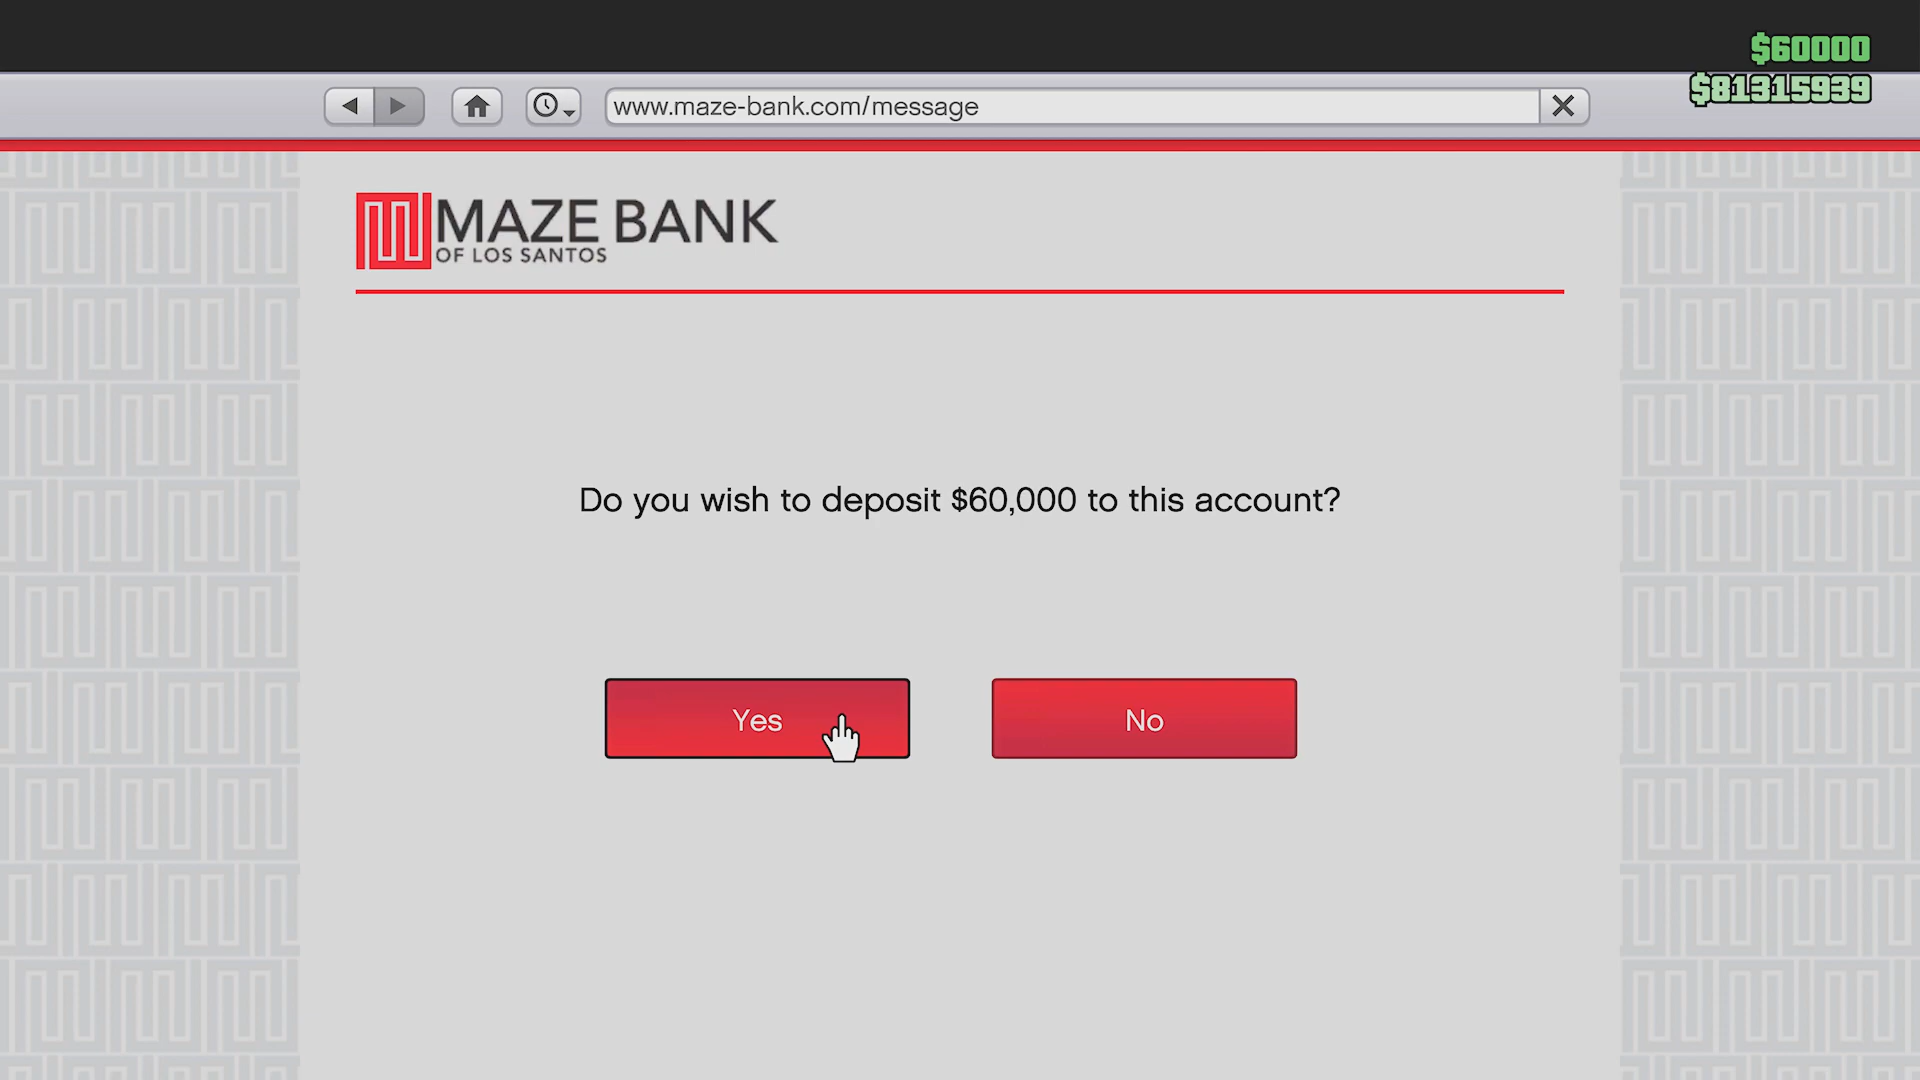 $60000
$81315939
www.maze-bank.com/message
MAZE BANK
OF LOS SANTOS
Do you wish to deposit $60,000 to this account?
Yes
No